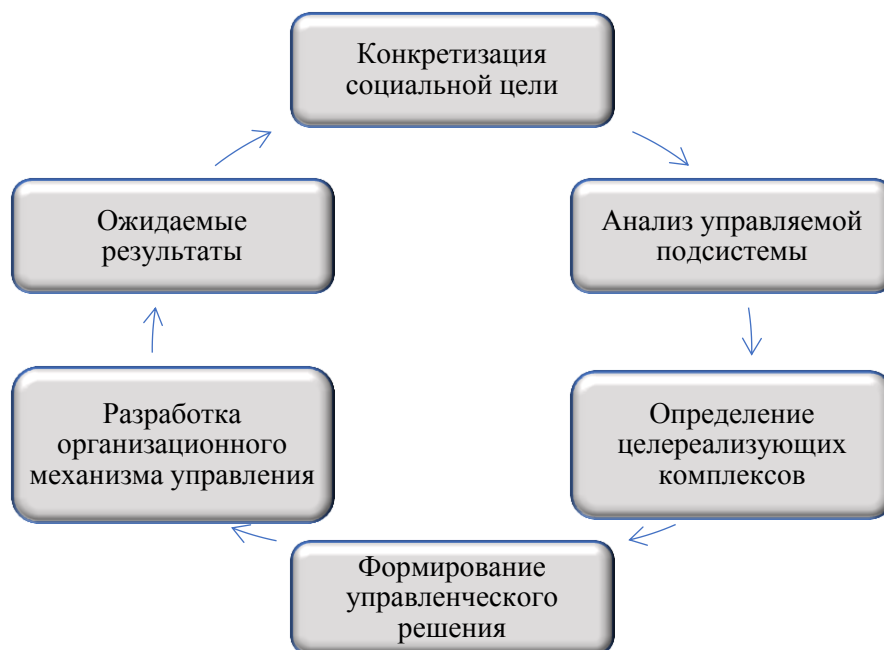 Конкретизация
социальной цели
Анализ управляемой
подсистемы
Определение
целереализующих
комплексов
Формирование
управленческого
решения
Разработка
организационного
механизма управления
Ожидаемые
результаты